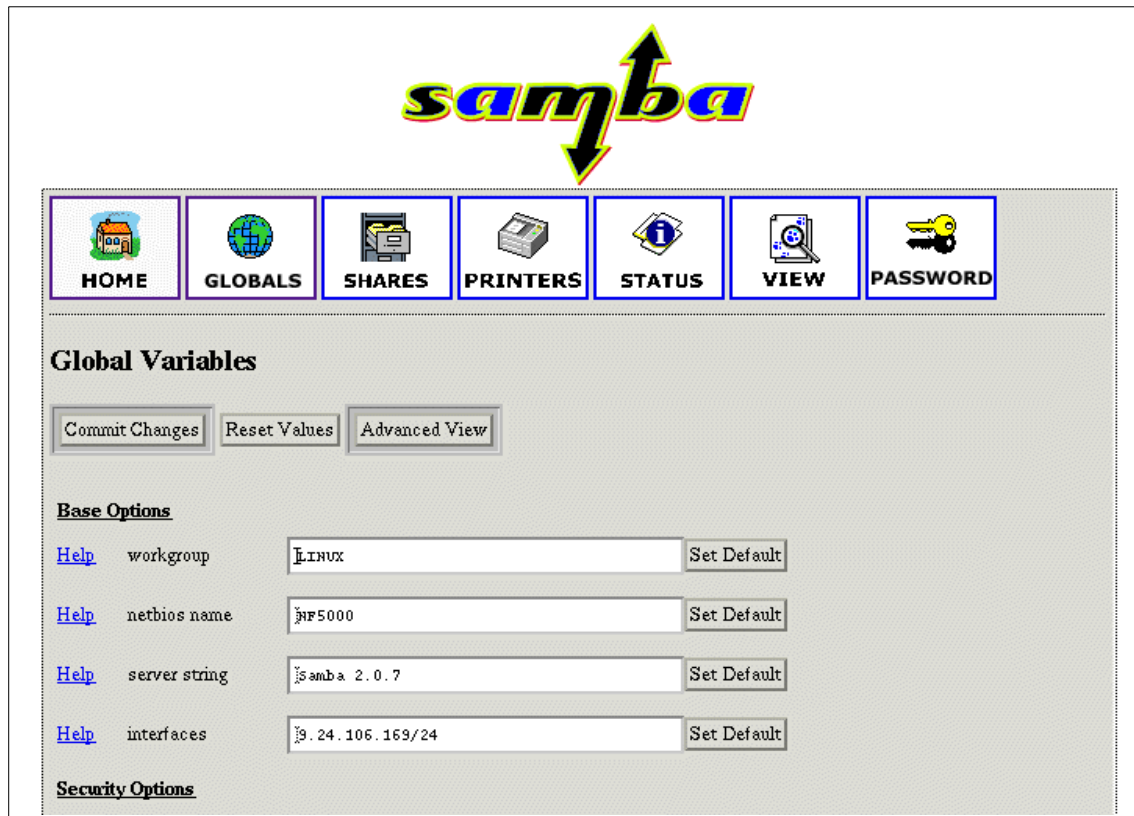 samba
HOME GLOBALS SHARES PRINTERS STATUS VIEW PASSWORD
Global Variables
Commit Changes Reset Values Advanced View
Base Options
Help workgroup LINUX Set Default
Help netbios name NF5000 Set Default
Help server string Samba 2.0.7 Set Default
Help interfaces 9.24.106.169/24 Set Default
Security Options